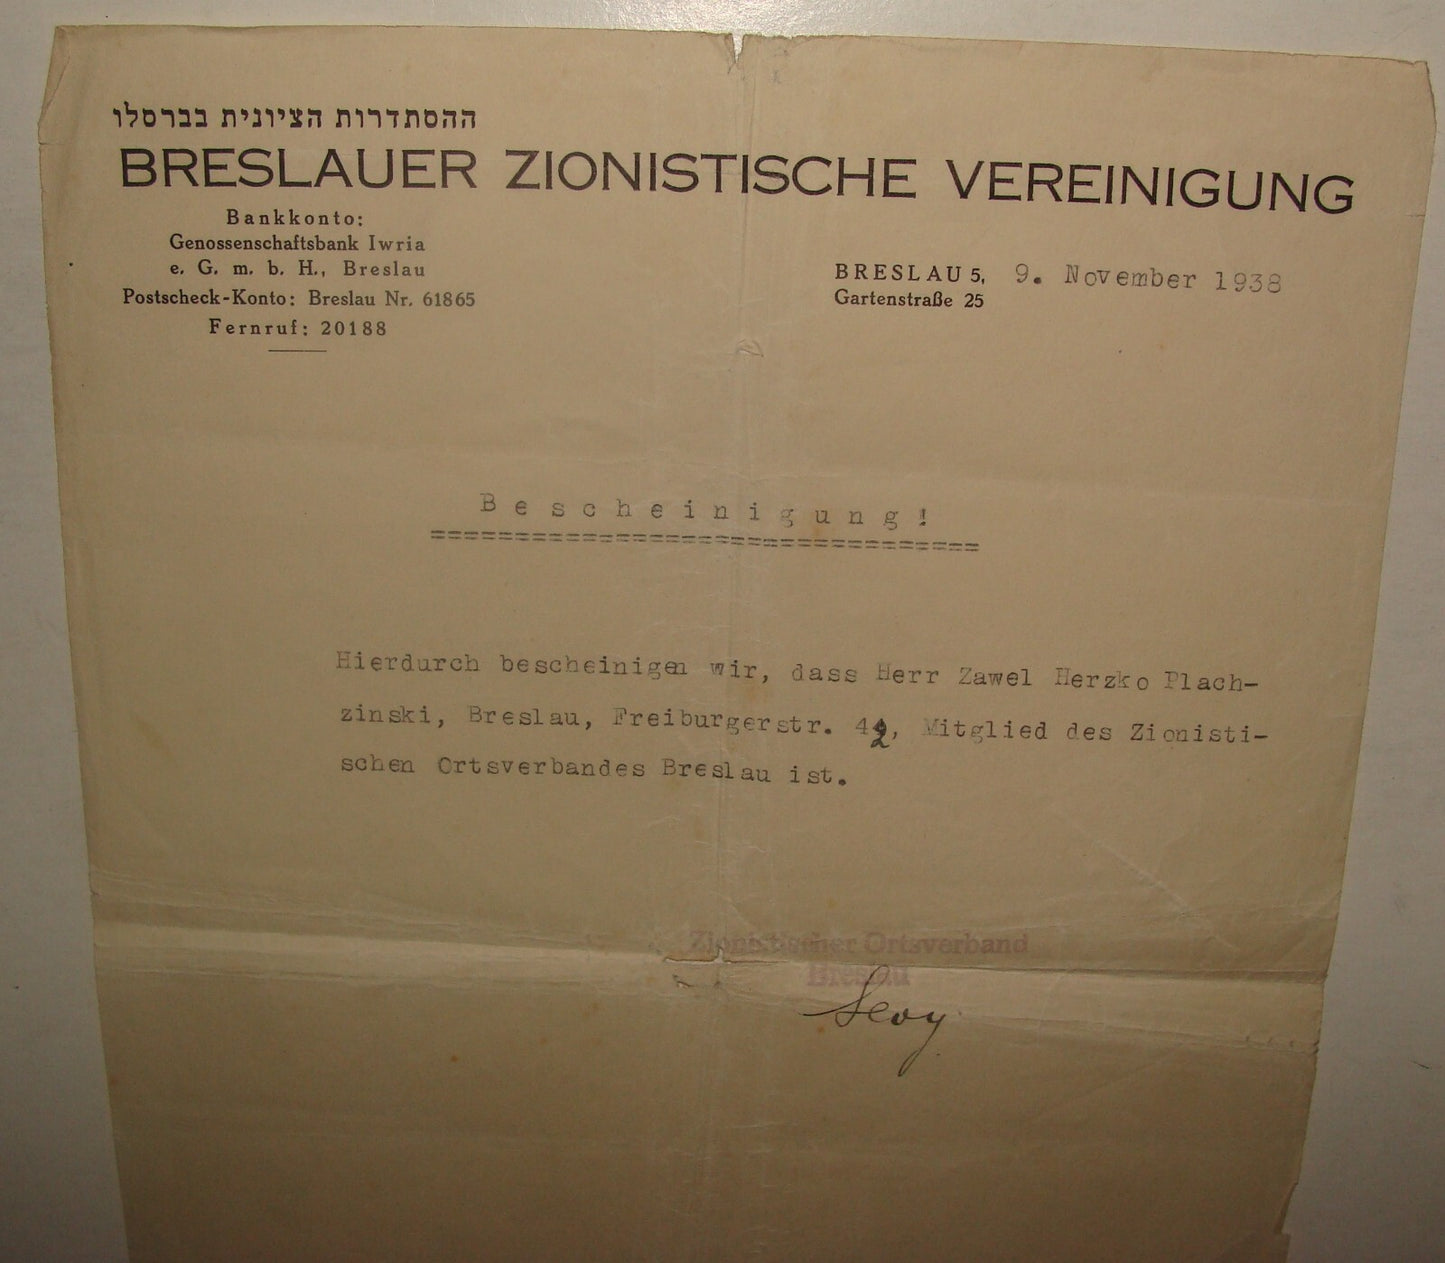 ההסתדרות הציונית בברסלו
BRESLAUER ZIONISTISCHE VEREINIGUNG
Bankkonto:
Genossenschaftsbank Iwria
e. G. m. b. H., Breslau
Postscheck-Konto: Breslau Nr. 61865
Fernruf: 20188
BRESLAU 5, 9. November 1938
Gartenstraße 25
Bescheinigung!
Hierdurch bescheinigen wir, dass Herr Zawel Herzko Plach-
zinski, Breslau, Freiburgerstr. 42, Mitglied des Zionisti-
schen Ortsverbandes Breslau ist.
Zionistischer Ortsverband
Breslau